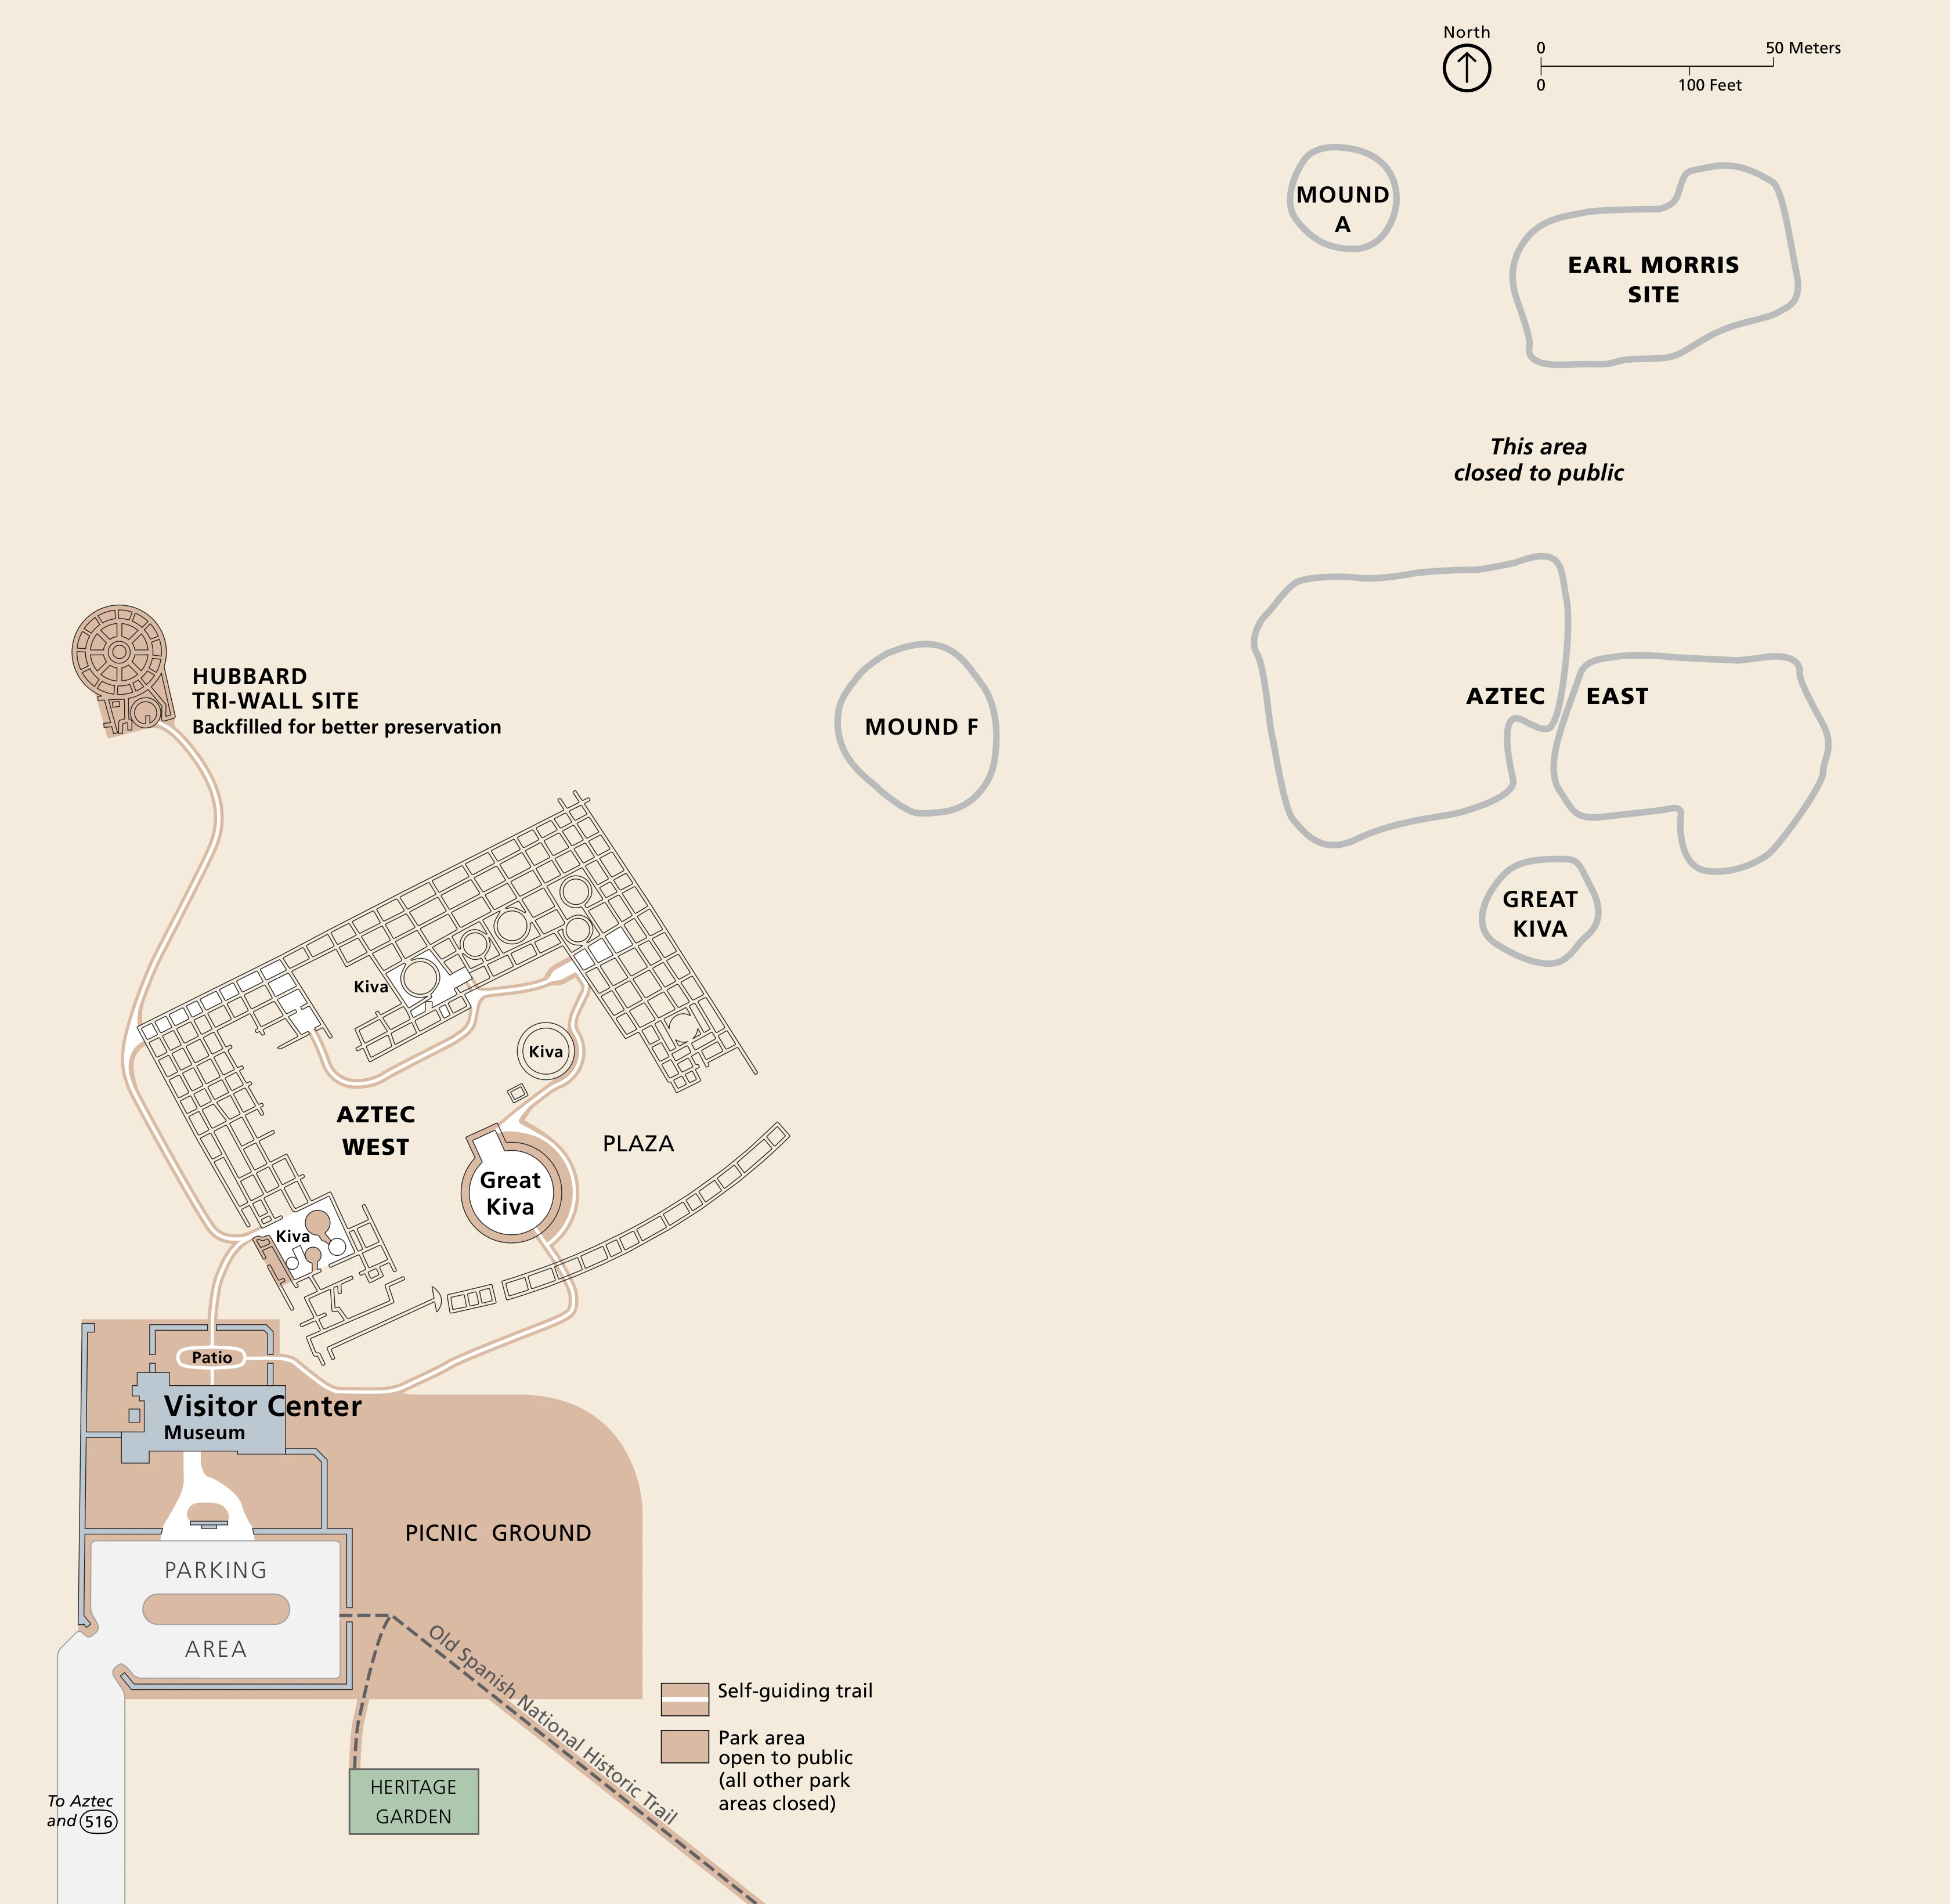 North
0
50 Meters
0
100 Feet
MOUND
A
EARL MORRIS
SITE
This area
closed to public
HUBBARD
TRI-WALL SITE
Backfilled for better preservation
MOUND F
AZTEC EAST
GREAT
KIVA
Kiva
Kiva
AZTEC
WEST
PLAZA
Great
Kiva
Kiva
Patio
Visitor Center
Museum
PICNIC GROUND
PARKING
AREA
Old Spanish National Historic Trail
Self-guiding trail
Park area
open to public
(all other park
areas closed)
HERITAGE
GARDEN
To Aztec
and 516